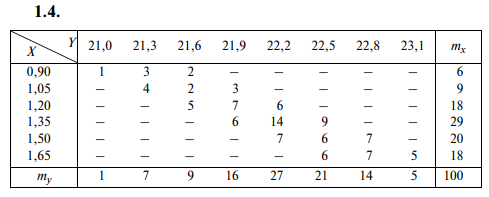 1.4.
X Y 21,0 21,3 21,6 21,9 22,2 22,5 22,8 23,1 mx
0,90 1 3 2 – – – – – 6
1,05 – 4 2 3 – – – – 9
1,20 – – 5 7 6 – – – 18
1,35 – – – 6 14 9 – – 29
1,50 – – – – 7 6 7 – 20
1,65 – – – – – 6 7 5 18
my 1 7 9 16 27 21 14 5 100